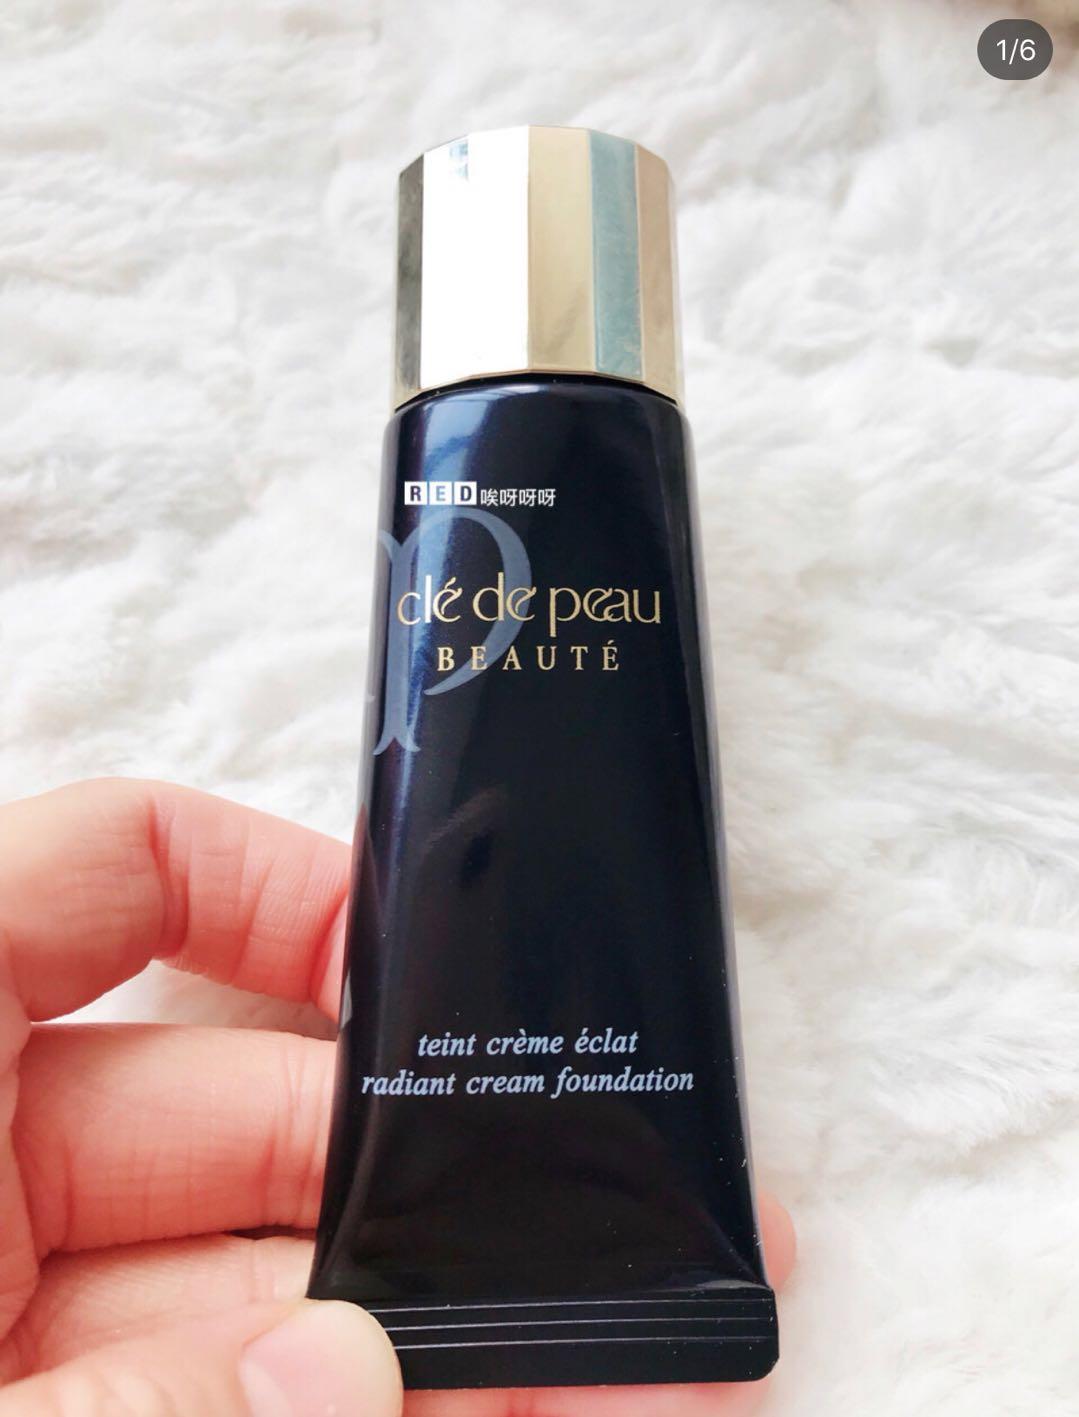 1/6
RED 唉呀呀呀
clé de peau
BEAUTÉ
teint crème éclat
radiant cream foundation